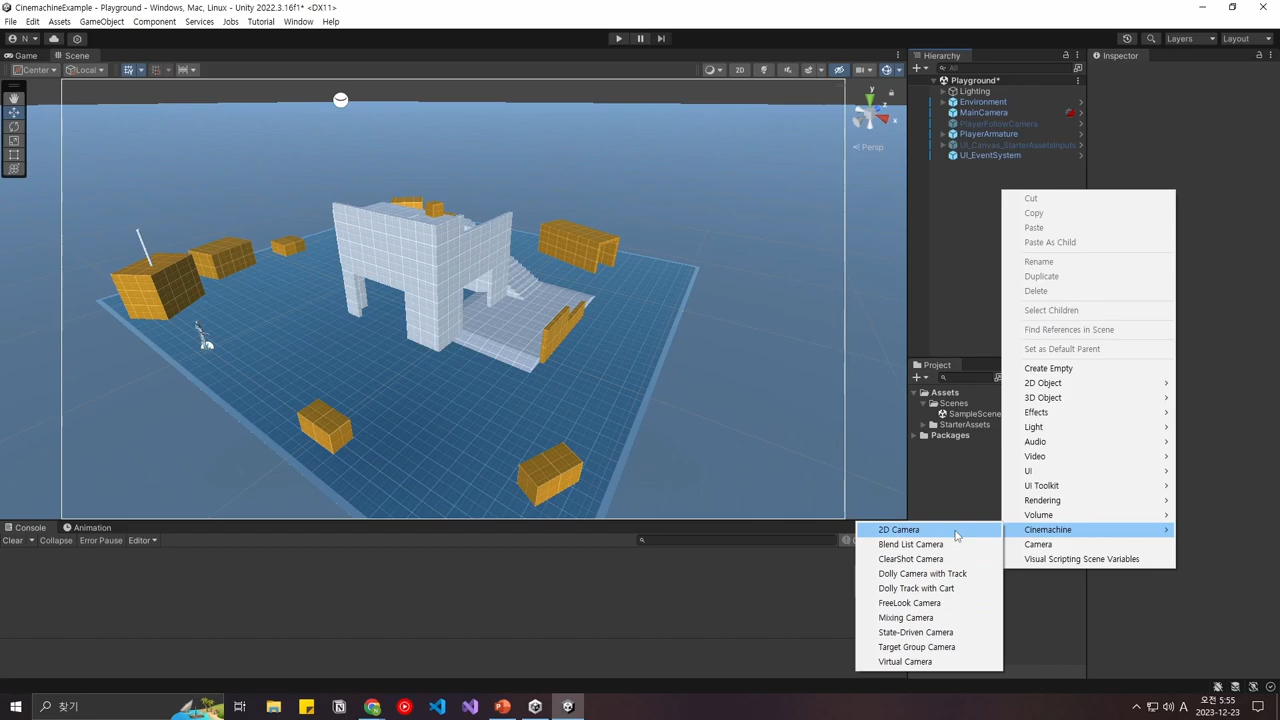 CinemachineExample - Playground - Windows, Mac, Linux - Unity 2022.3.16f1* <DX11>
File Edit Assets GameObject Component Services Jobs Tutorial Window Help
N Layers Layout
Game Scene
Center Local 2D
y
z
x
Persp
Hierarchy
All
Playground*
Lighting
Environment
MainCamera
PlayerFollowCamera
PlayerArmature
UI_Canvas_StarterAssetsInputs
UI_EventSystem
Inspector
Project
Assets
Scenes
SampleScene
StarterAssets
Packages
Cut
Copy
Paste
Paste As Child
Rename
Duplicate
Delete
Select Children
Find References in Scene
Set as Default Parent
Create Empty
2D Object
3D Object
Effects
Light
Audio
Video
UI
UI Toolkit
Rendering
Volume
Cinemachine
Camera
Visual Scripting Scene Variables
2D Camera
Blend List Camera
ClearShot Camera
Dolly Camera with Track
Dolly Track with Cart
FreeLook Camera
Mixing Camera
State-Driven Camera
Target Group Camera
Virtual Camera
Console Animation
Clear Collapse Error Pause Editor
찾기
A 오후 5:55
2023-12-23